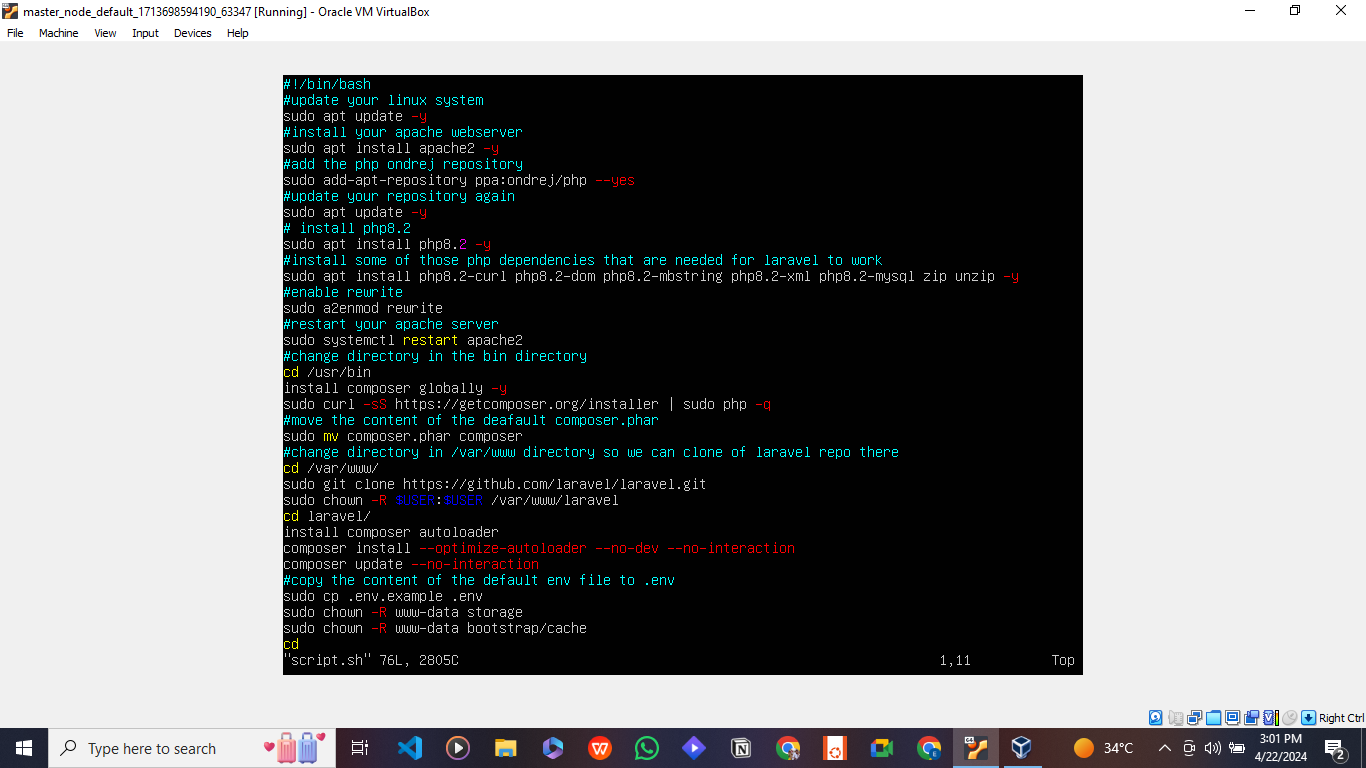 master_node_default_1713698594190_63347 [Running] - Oracle VM VirtualBox
File Machine View Input Devices Help
#!/bin/bash
#update your linux system
sudo apt update -y
#install your apache webserver
sudo apt install apache2 -y
#add the php ondrej repository
sudo add-apt-repository ppa:ondrej/php --yes
#update your repository again
sudo apt update -y
# install php8.2
sudo apt install php8.2 -y
#install some of those php dependencies that are needed for laravel to work
sudo apt install php8.2-curl php8.2-dom php8.2-mbstring php8.2-xml php8.2-mysql zip unzip -y
#enable rewrite
sudo a2enmod rewrite
#restart your apache server
sudo systemctl restart apache2
#change directory in the bin directory
cd /usr/bin
install composer globally -y
sudo curl -sS https://getcomposer.org/installer | sudo php -q
#move the content of the deafault composer.phar
sudo mv composer.phar composer
#change directory in /var/www directory so we can clone of laravel repo there
cd /var/www/
sudo git clone https://github.com/laravel/laravel.git
sudo chown -R $USER:$USER /var/www/laravel
cd laravel/
install composer autoloader
composer install --optimize-autoloader --no-dev --no-interaction
composer update --no-interaction
#copy the content of the default env file to .env
sudo cp .env.example .env
sudo chown -R www-data storage
sudo chown -R www-data bootstrap/cache
cd
"script.sh" 76L, 2805C 1,11 Top
Right Ctrl
Type here to search
34°C
3:01 PM
4/22/2024
2